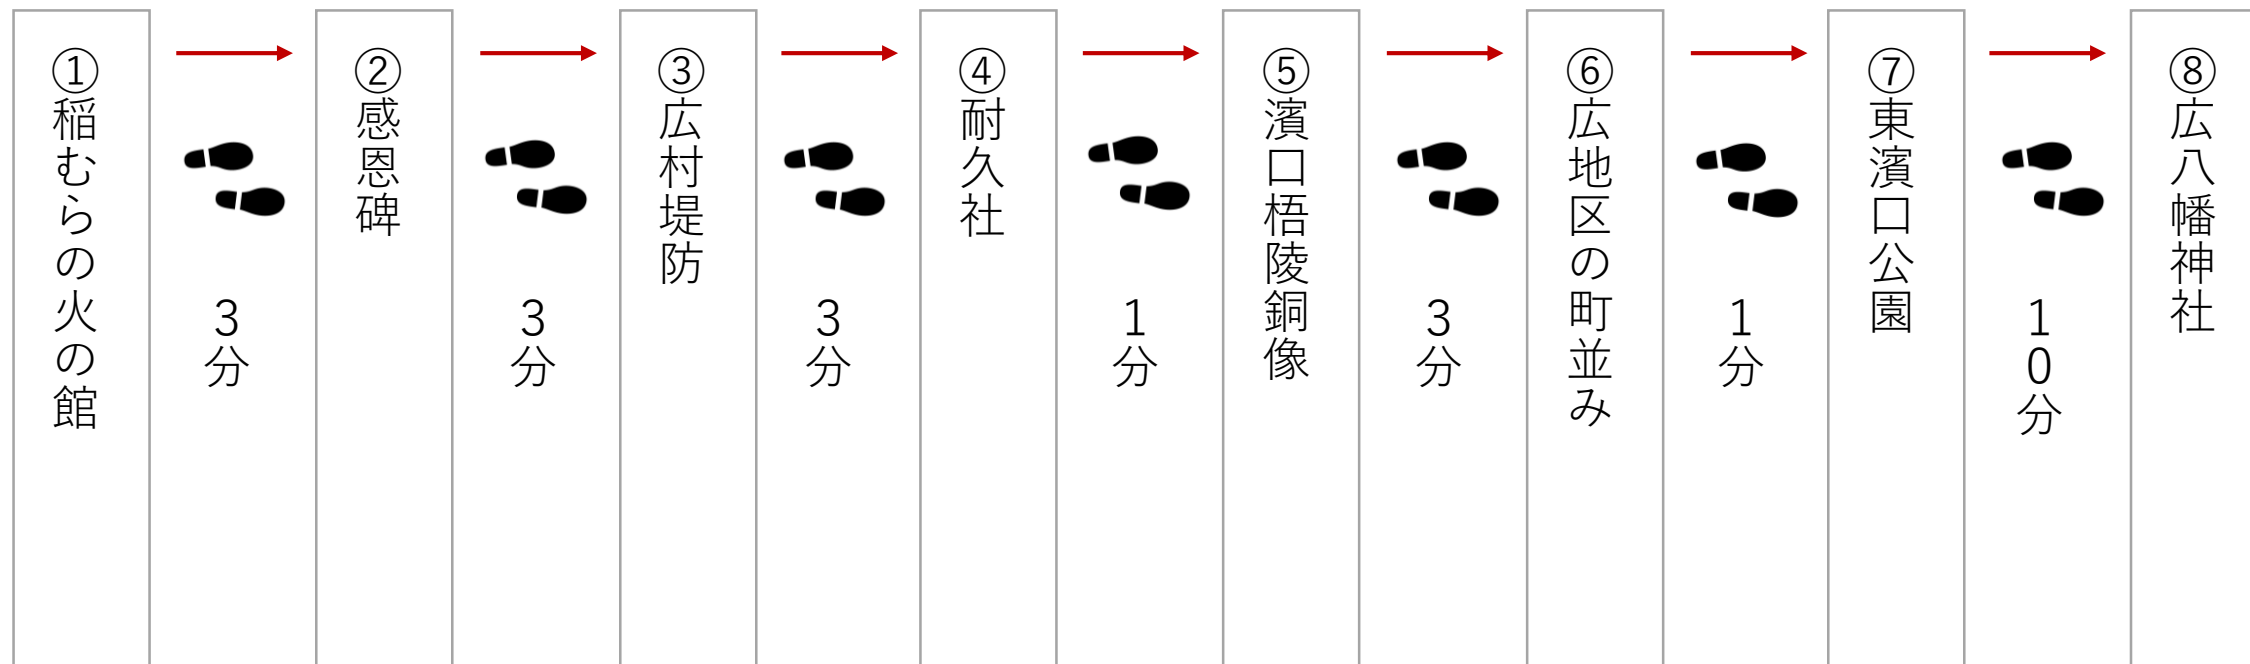 ①稲むらの火の館
3分
②感恩碑
3分
③広村堤防
3分
④耐久社
1分
⑤濱口梧陵銅像
3分
⑥広地区の町並み
1分
⑦東濱口公園
10分
⑧広八幡神社